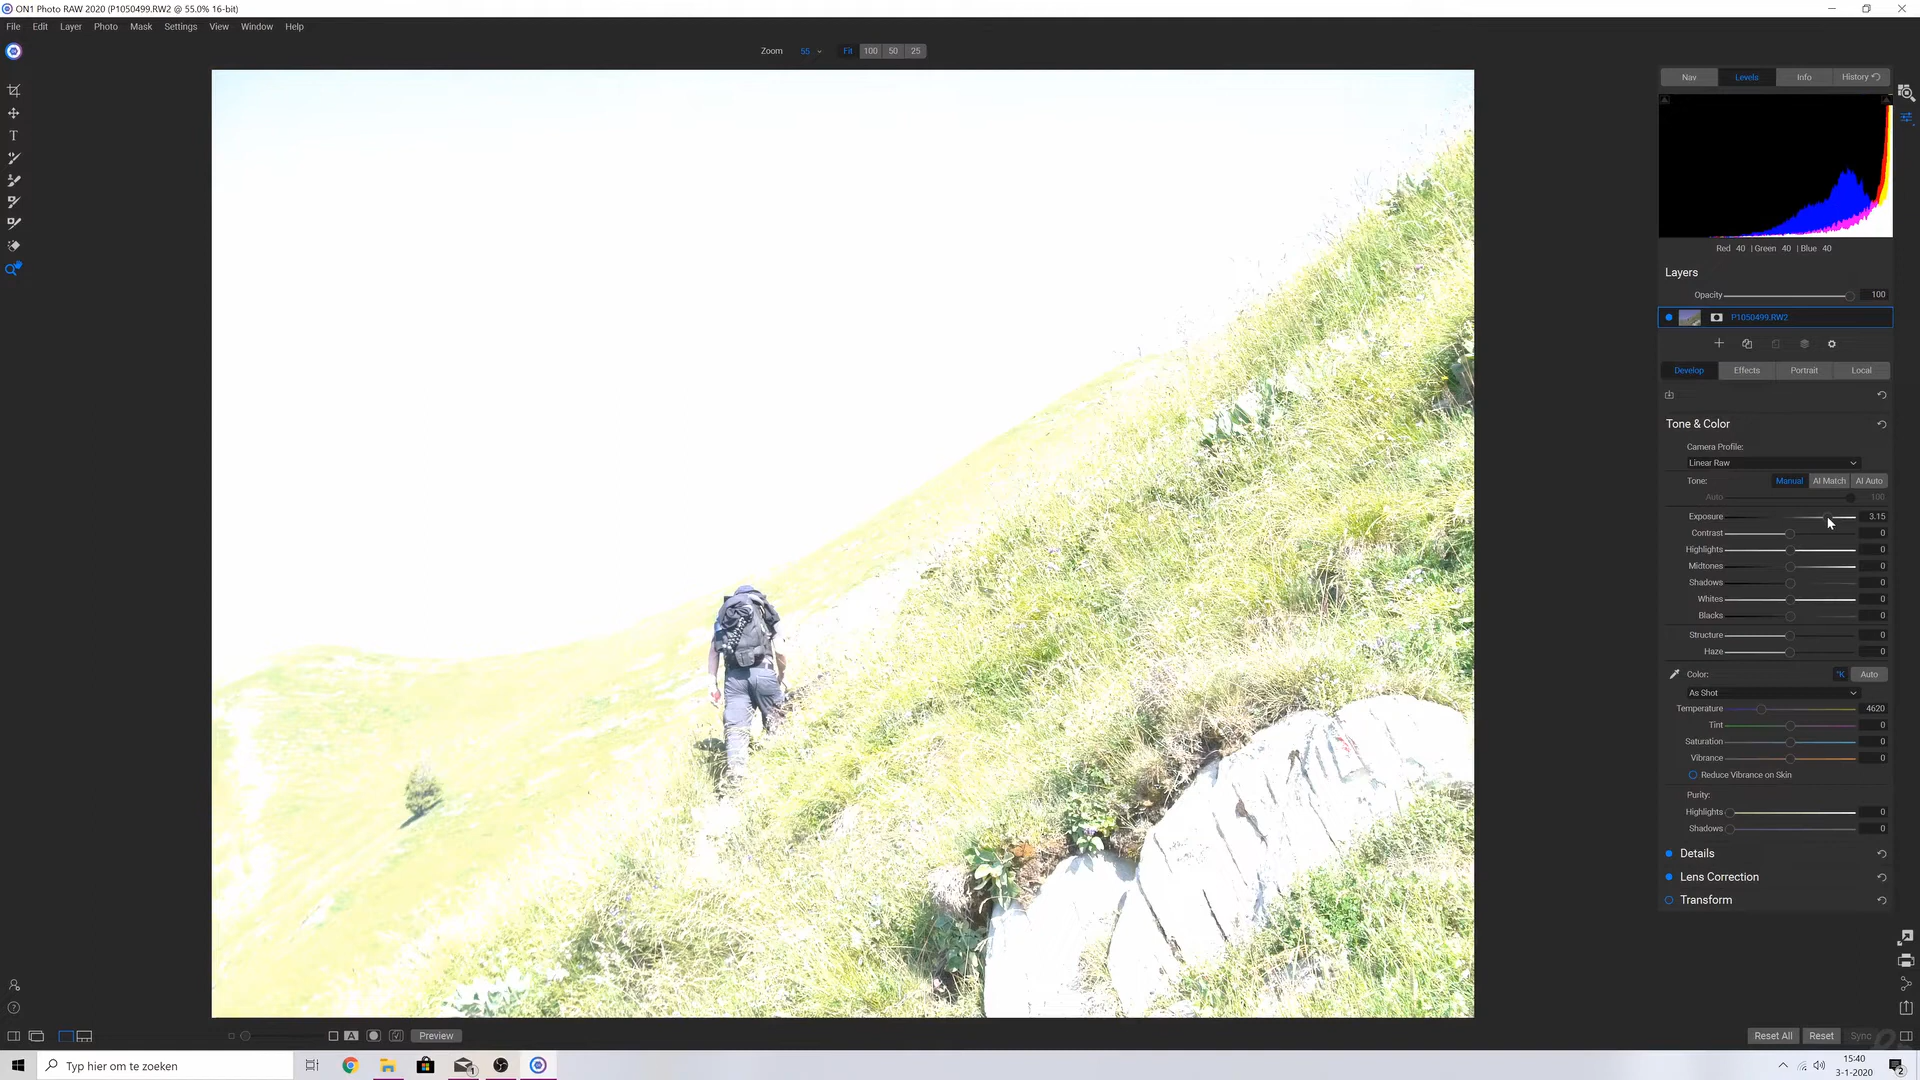 ON1 Photo RAW 2020 (P1050499.RW2 @ 55.0% 16-bit)
File Edit Layer Photo Mask Settings View Window Help
Zoom 55 Fit 100 50 25
Nav Levels Info History
Red 40 | Green 40 | Blue 40
Layers
Opacity 100
P1050499.RW2
Develop Effects Portrait Local
Tone & Color
Camera Profile:
Linear Raw
Tone: Manual AI Match AI Auto
Auto 100
Exposure 3.15
Contrast 0
Highlights 0
Midtones 0
Shadows 0
Whites 0
Blacks 0
Structure 0
Haze 0
Color: °K Auto
As Shot
Temperature 4620
Tint 0
Saturation 0
Vibrance 0
Reduce Vibrance on Skin
Purity:
Highlights 0
Shadows 0
Details
Lens Correction
Transform
A Preview Reset All Reset Sync
Typ hier om te zoeken
15:40
3-1-2020